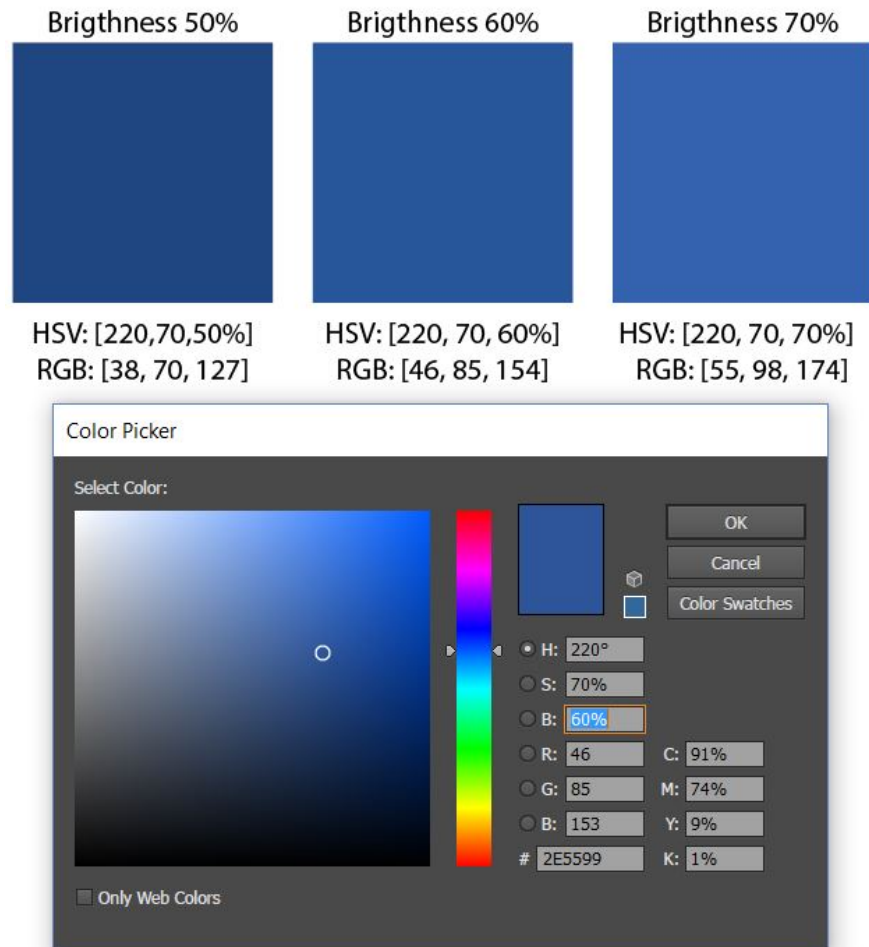 Brigthness 50% Brigthness 60% Brigthness 70%
HSV: [220,70,50%] HSV: [220, 70, 60%] HSV: [220, 70, 70%]
RGB: [38, 70, 127] RGB: [46, 85, 154] RGB: [55, 98, 174]
Color Picker
Select Color:
OK
Cancel
Color Swatches
H: 220°
S: 70%
B: 60%
R: 46 C: 91%
G: 85 M: 74%
B: 153 Y: 9%
# 2E5599 K: 1%
Only Web Colors